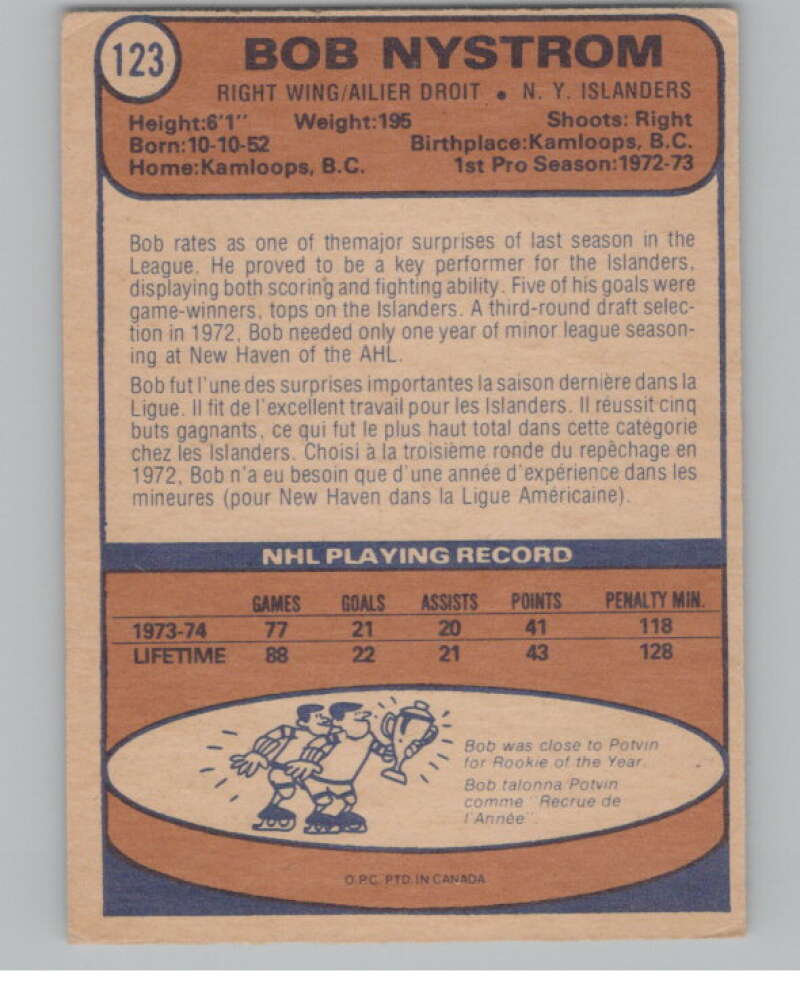 123
BOB NYSTROM
RIGHT WING/AILIER DROIT • N. Y. ISLANDERS
Height:6'1" Weight:195 Shoots: Right
Born:10-10-52 Birthplace:Kamloops, B.C.
Home:Kamloops, B.C. 1st Pro Season:1972-73
Bob rates as one of themajor surprises of last season in the
League. He proved to be a key performer for the Islanders,
displaying both scoring and fighting ability. Five of his goals were
game-winners, tops on the Islanders. A third-round draft selec-
tion in 1972, Bob needed only one year of minor league season-
ing at New Haven of the AHL.
Bob fut l'une des surprises importantes la saison dernière dans la
Ligue. Il fit de l'excellent travail pour les Islanders. Il réussit cinq
buts gagnants, ce qui fut le plus haut total dans cette catégorie
chez les Islanders. Choisi à la troisième ronde du repêchage en
1972, Bob n'a eu besoin que d'une année d'expérience dans les
mineures (pour New Haven dans la Ligue Américaine).
NHL PLAYING RECORD
GAMES GOALS ASSISTS POINTS PENALTY MIN.
1973-74 77 21 20 41 118
LIFETIME 88 22 21 43 128
Bob was close to Potvin
for Rookie of the Year.
Bob talonna Potvin
comme "Recrue de
l'Année".
O.P.C. PTD. IN CANADA